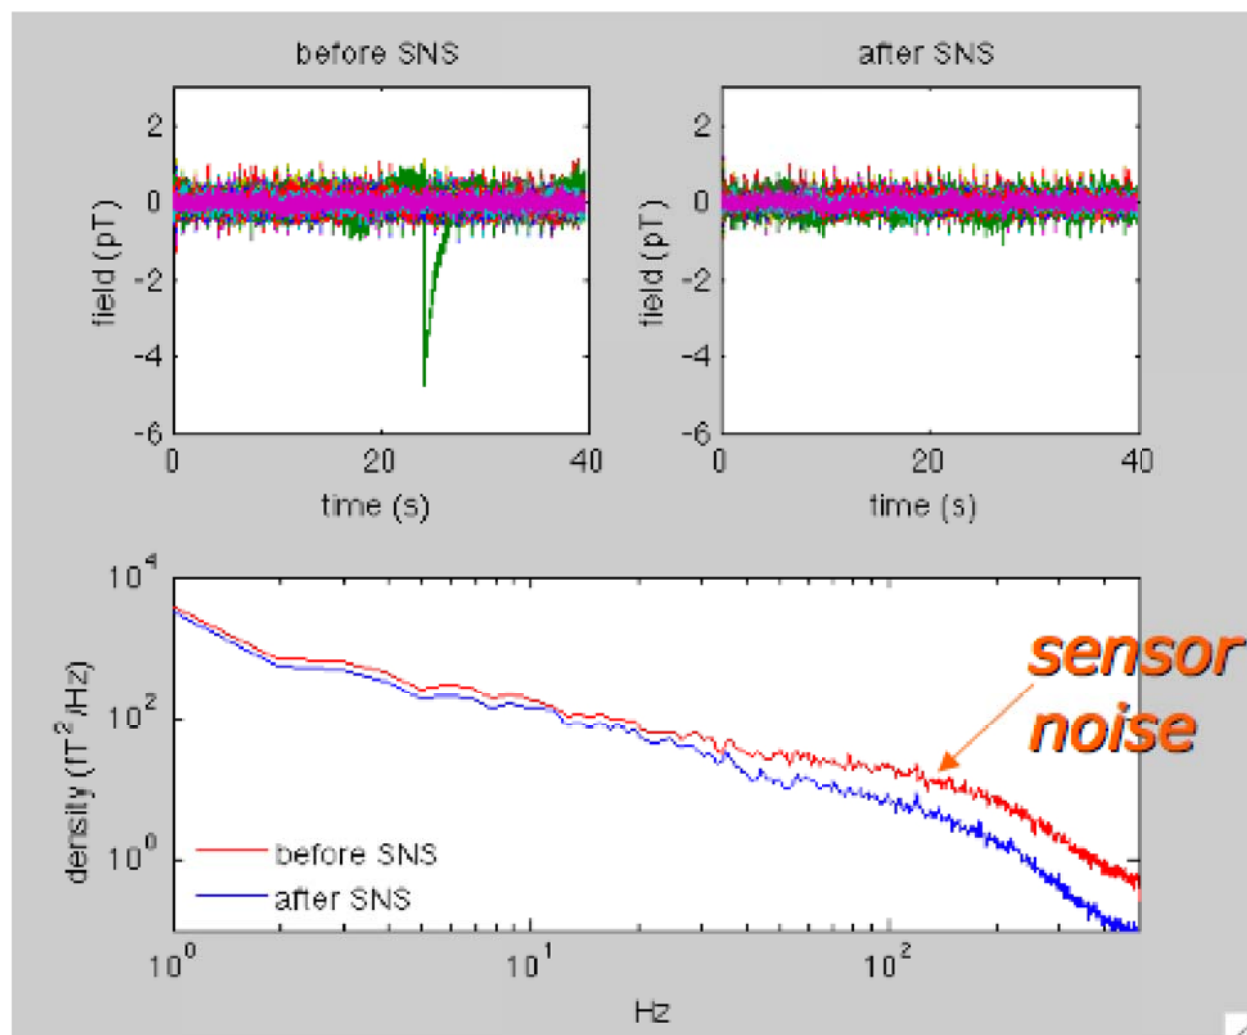 before SNS
after SNS
2
0
-2
-4
-6
field (pT)
0
20
40
time (s)
2
0
-2
-4
-6
field (pT)
0
20
40
time (s)
10⁴
10²
10⁰
density (fT² /Hz)
sensor
noise
before SNS
after SNS
10⁰
10¹
10²
Hz